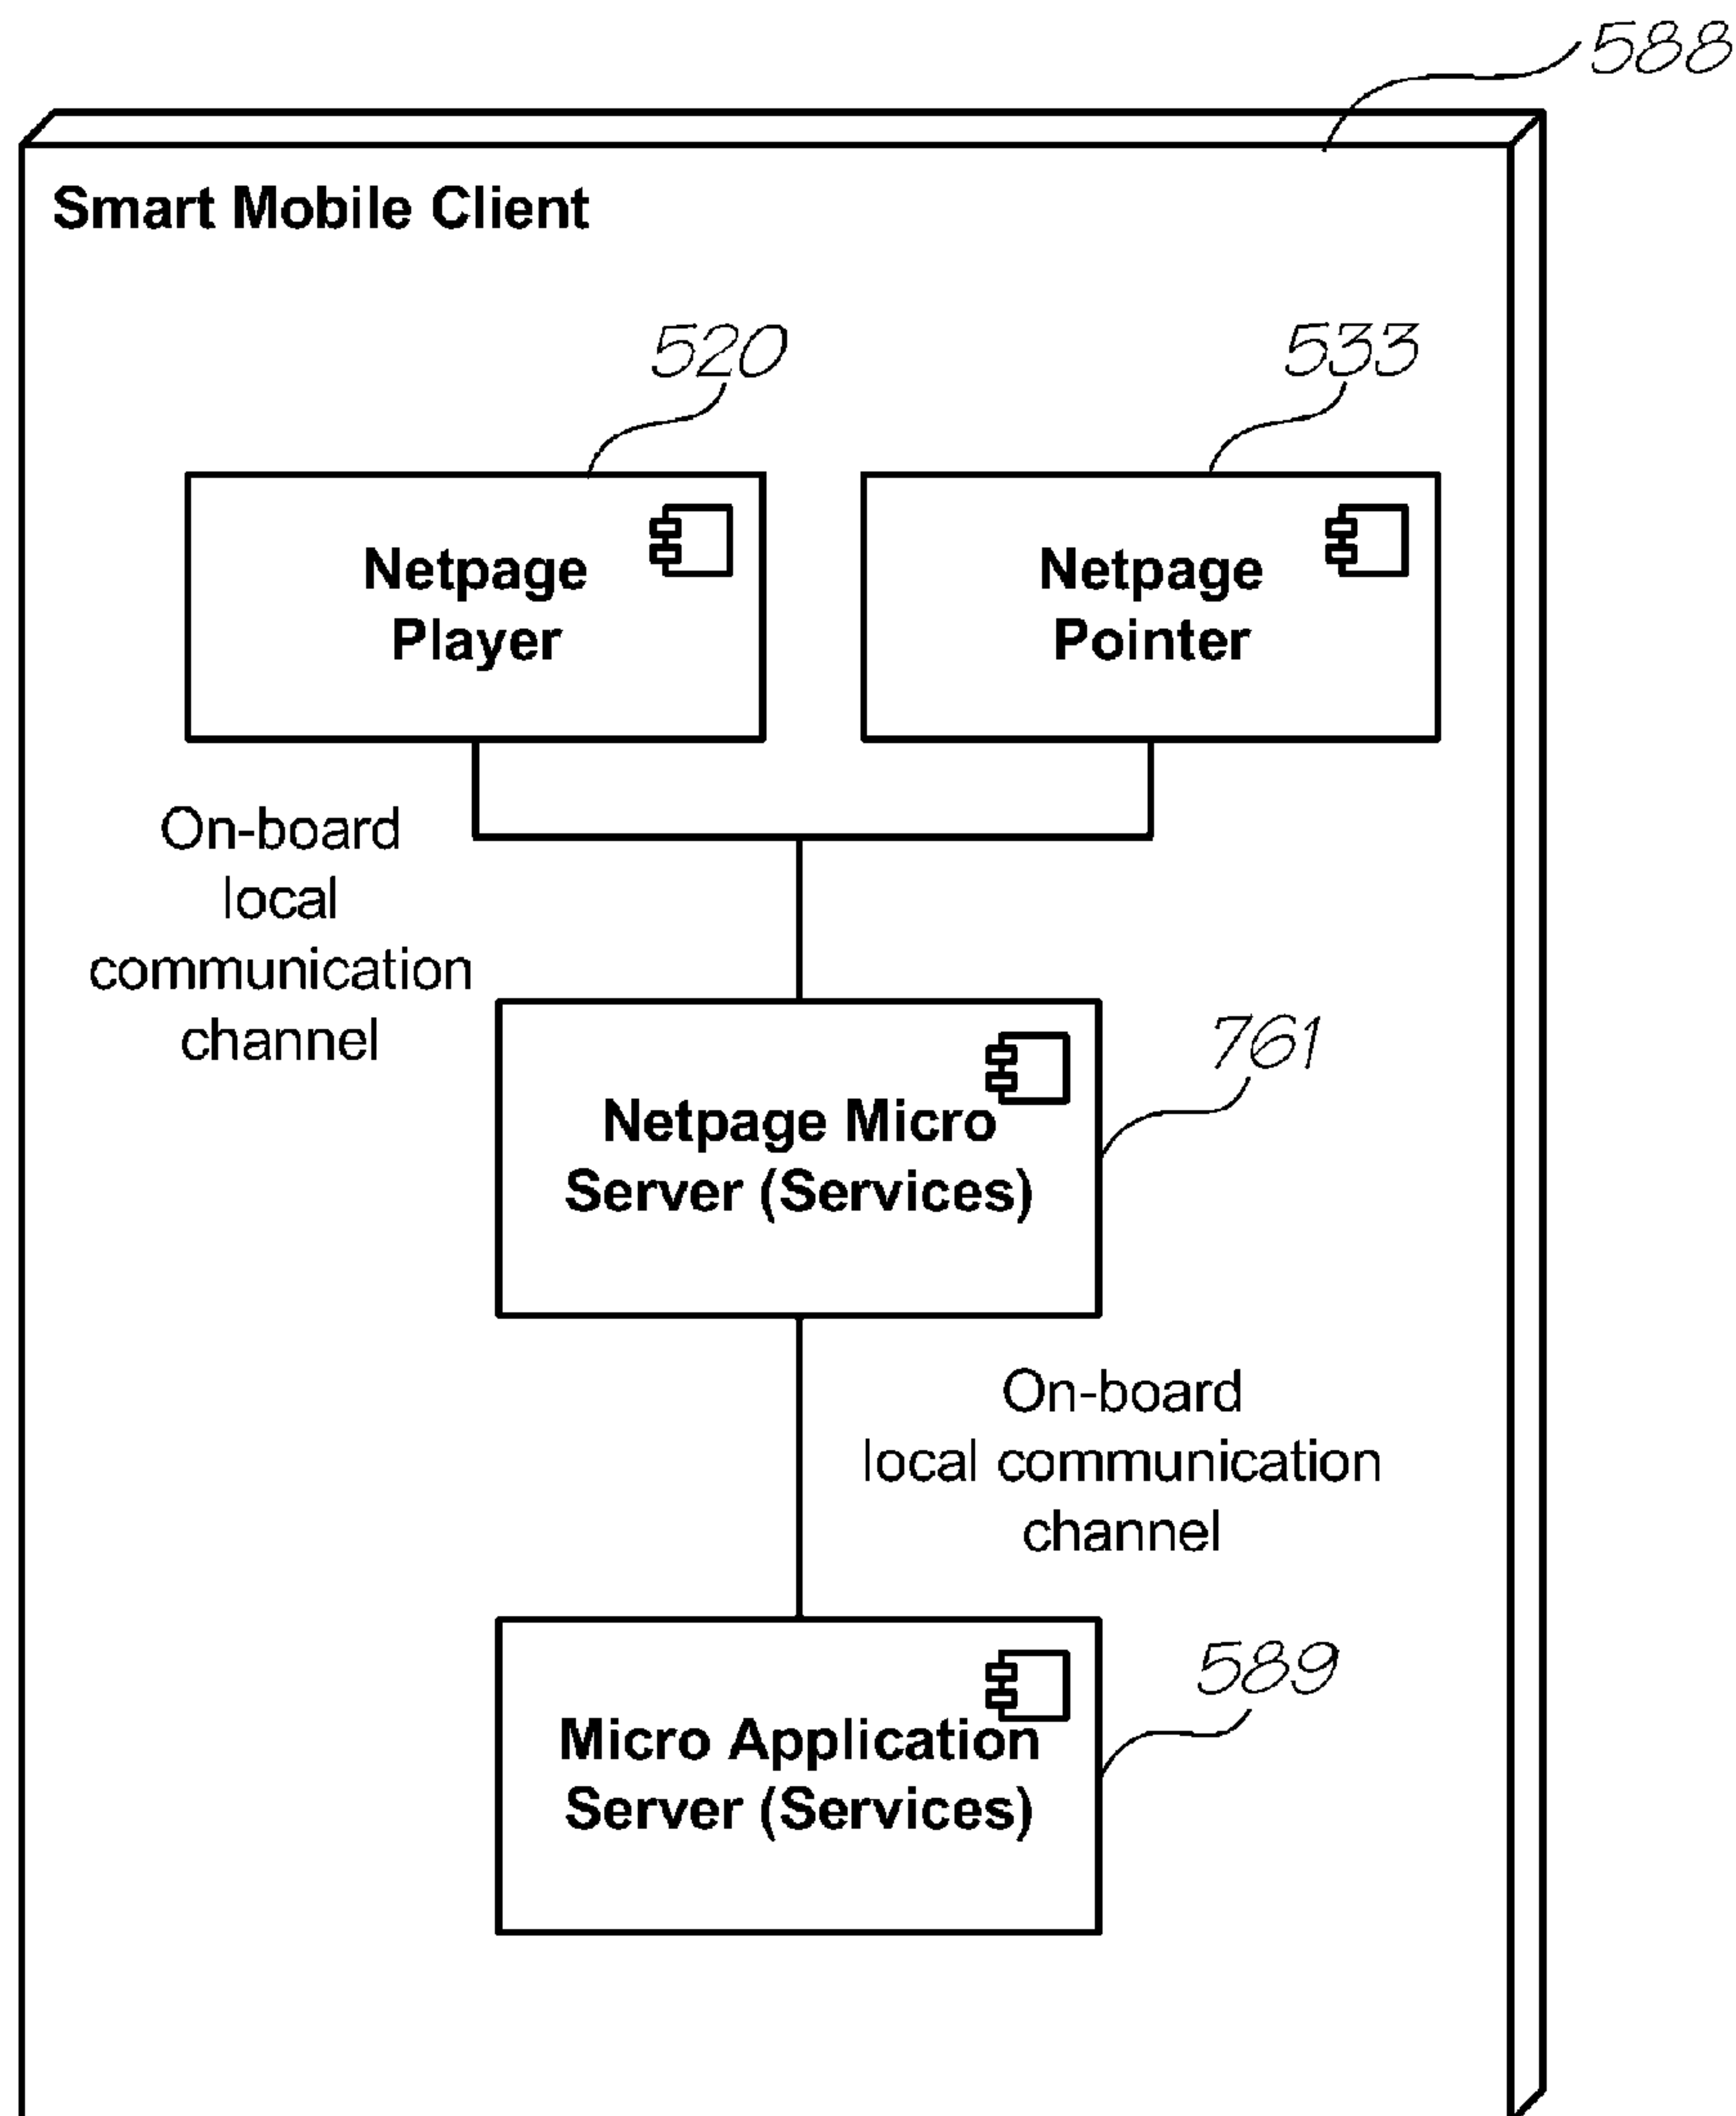 588
Smart Mobile Client
520
533
Netpage
Player
Netpage
Pointer
On-board
local
communication
channel
761
Netpage Micro
Server (Services)
On-board
local communication
channel
589
Micro Application
Server (Services)